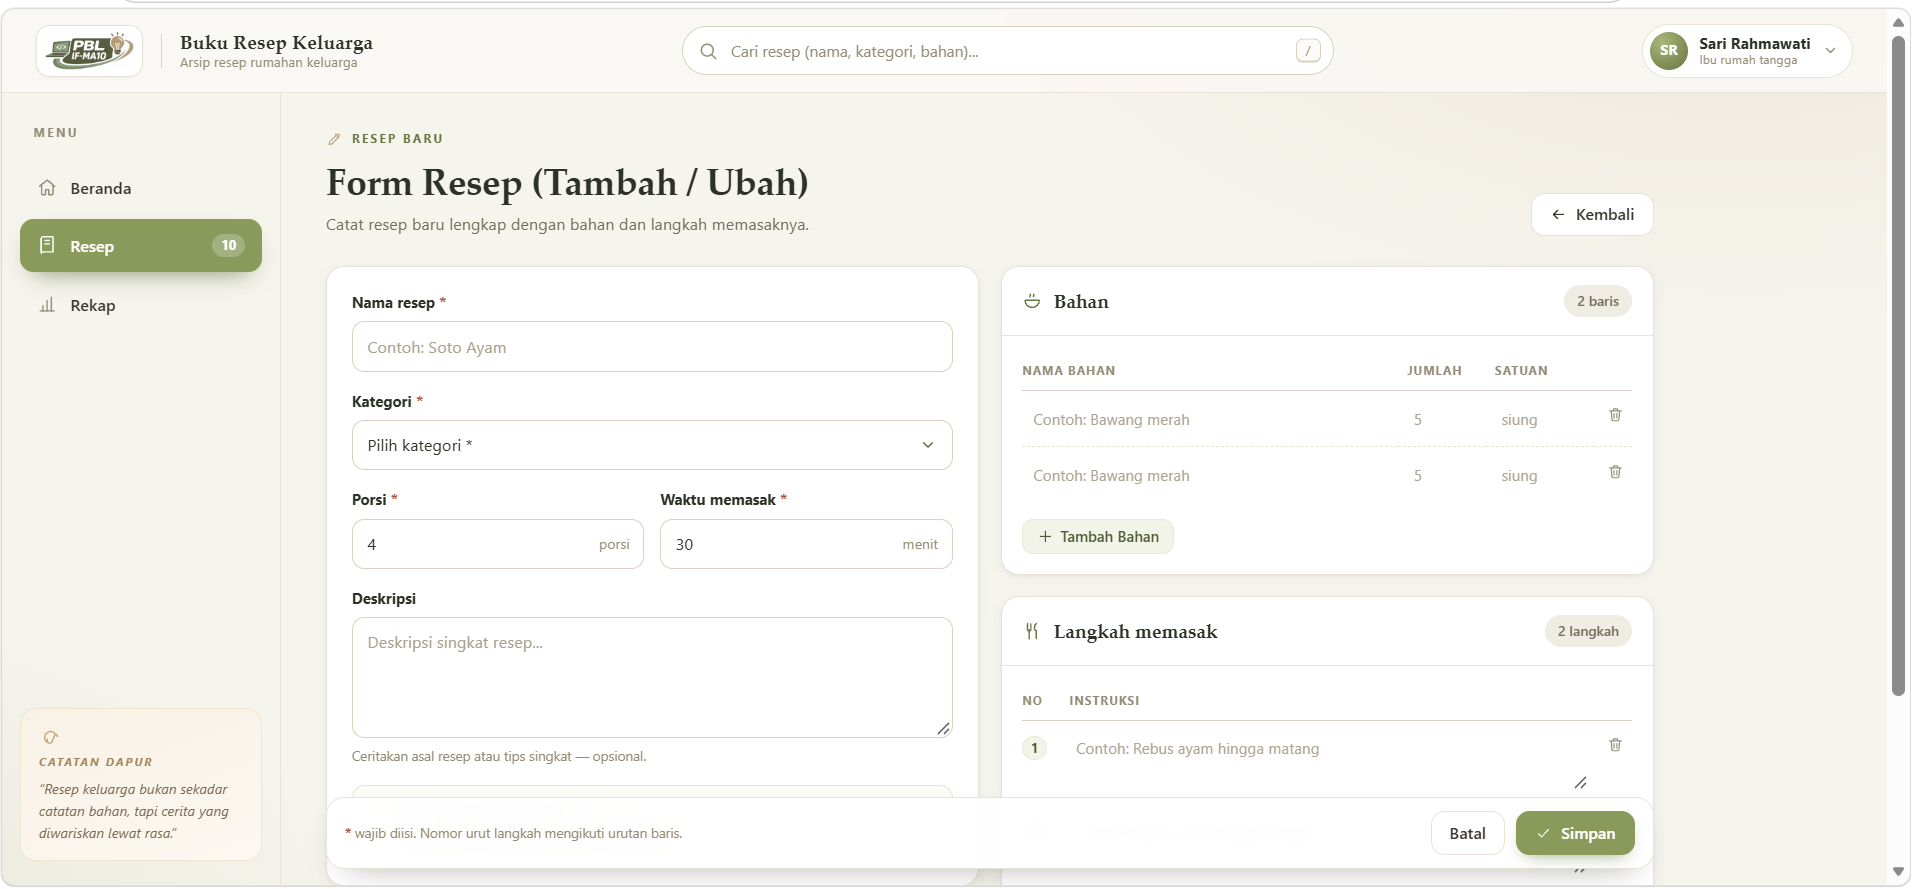 </> PBL
IF-MA10
Buku Resep Keluarga
Arsip resep rumahan keluarga
Cari resep (nama, kategori, bahan)...
/
SR
Sari Rahmawati
Ibu rumah tangga
MENU
Beranda
Resep
10
Rekap
CATATAN DAPUR
“Resep keluarga bukan sekadar
catatan bahan, tapi cerita yang
diwariskan lewat rasa.”
RESEP BARU
Form Resep (Tambah / Ubah)
Catat resep baru lengkap dengan bahan dan langkah memasaknya.
← Kembali
Nama resep *
Contoh: Soto Ayam
Kategori *
Pilih kategori *
Porsi *
4
porsi
Waktu memasak *
30
menit
Deskripsi
Deskripsi singkat resep...
Ceritakan asal resep atau tips singkat — opsional.
Bahan
2 baris
NAMA BAHAN JUMLAH SATUAN
Contoh: Bawang merah 5 siung
Contoh: Bawang merah 5 siung
+ Tambah Bahan
Langkah memasak
2 langkah
NO INSTRUKSI
1 Contoh: Rebus ayam hingga matang
* wajib diisi. Nomor urut langkah mengikuti urutan baris.
Batal
✓ Simpan